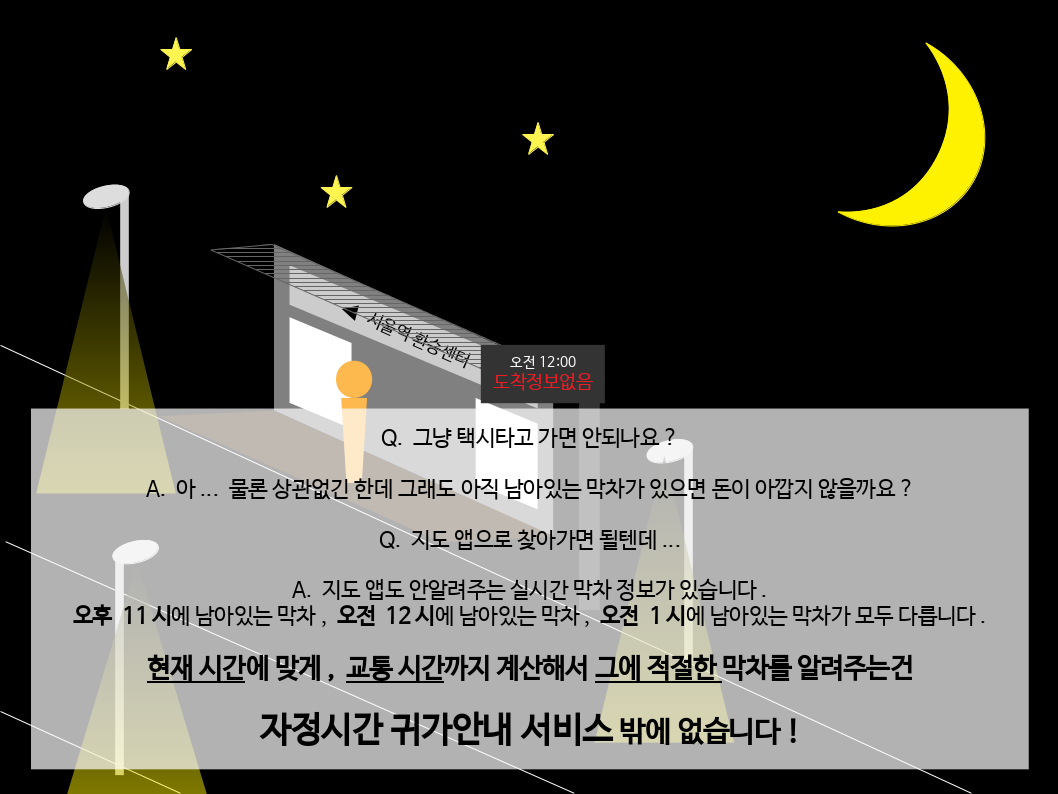 ◀ 서울역 환승센터
오전 12:00
도착정보없음
Q. 그냥 택시타고 가면 안되나요 ?
A. 아 ... 물론 상관없긴 한데 그래도 아직 남아있는 막차가 있으면 돈이 아깝지 않을까요 ?
Q. 지도 앱으로 찾아가면 될텐데 ...
A. 지도 앱도 안알려주는 실시간 막차 정보가 있습니다 .
오후 11 시에 남아있는 막차 , 오전 12 시에 남아있는 막차 , 오전 1 시에 남아있는 막차가 모두 다릅니다 .
현재 시간에 맞게 , 교통 시간까지 계산해서 그에 적절한 막차를 알려주는건
자정시간 귀가안내 서비스 밖에 없습니다 !